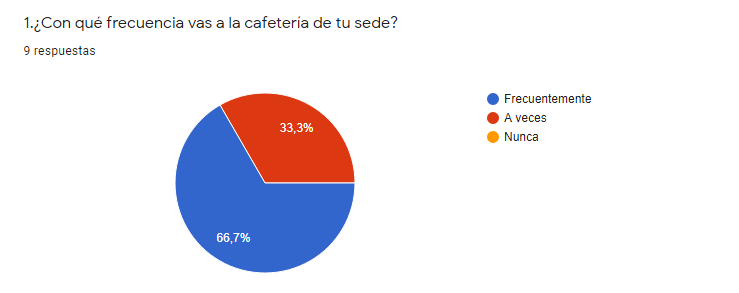 1.¿Con qué frecuencia vas a la cafetería de tu sede?
9 respuestas
33,3%
66,7%
Frecuentemente
A veces
Nunca